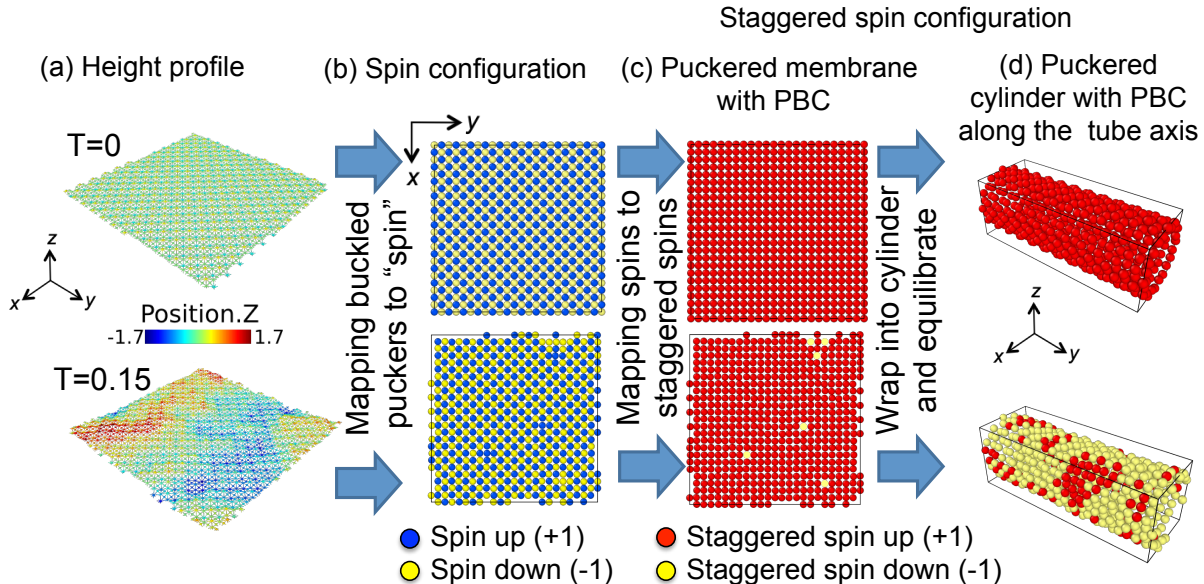 Staggered spin configuration
(a) Height profile
(b) Spin configuration
(c) Puckered membrane
with PBC
(d) Puckered
cylinder with PBC
along the tube axis
T=0
z
x
y
Position.Z
-1.7
1.7
T=0.15
Mapping buckled
puckers to “spin”
y
x
Mapping spins to
staggered spins
Wrap into cylinder
and equilibrate
z
x
y
Spin up (+1)
Spin down (-1)
Staggered spin up (+1)
Staggered spin down (-1)